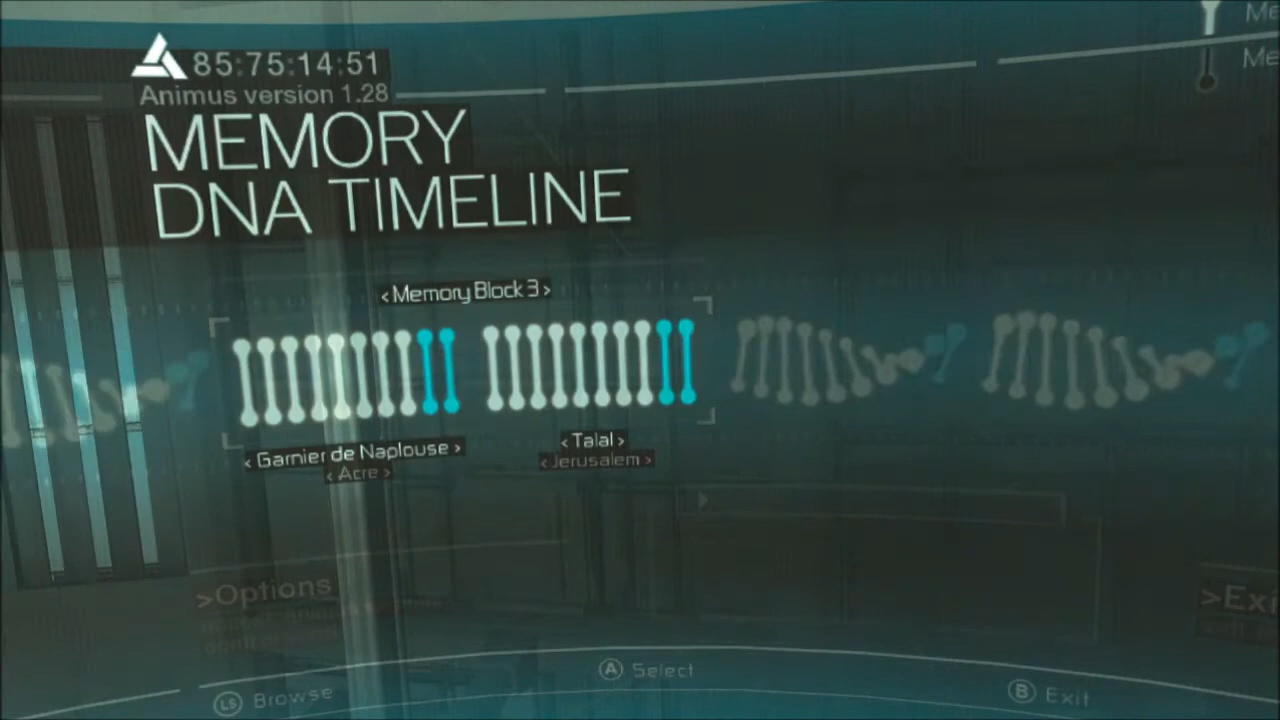 85:75:14:51
Animus version 1.28
MEMORY
DNA TIMELINE
<Memory Block 3>
< Garnier de Naplouse >
< Acre >
< Talal >
< Jerusalem >
>Options
A Select
LS Browse
B Exit